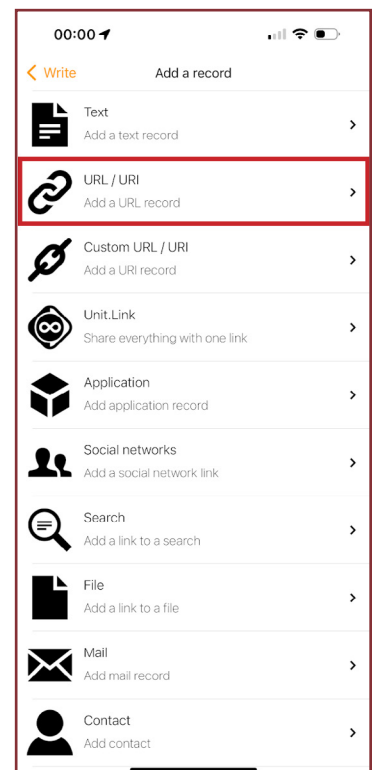 00:00
Write
Add a record
Text
Add a text record
URL / URI
Add a URL record
Custom URL / URI
Add a URI record
Unit.Link
Share everything with one link
Application
Add application record
Social networks
Add a social network link
Search
Add a link to a search
File
Add a link to a file
Mail
Add mail record
Contact
Add contact